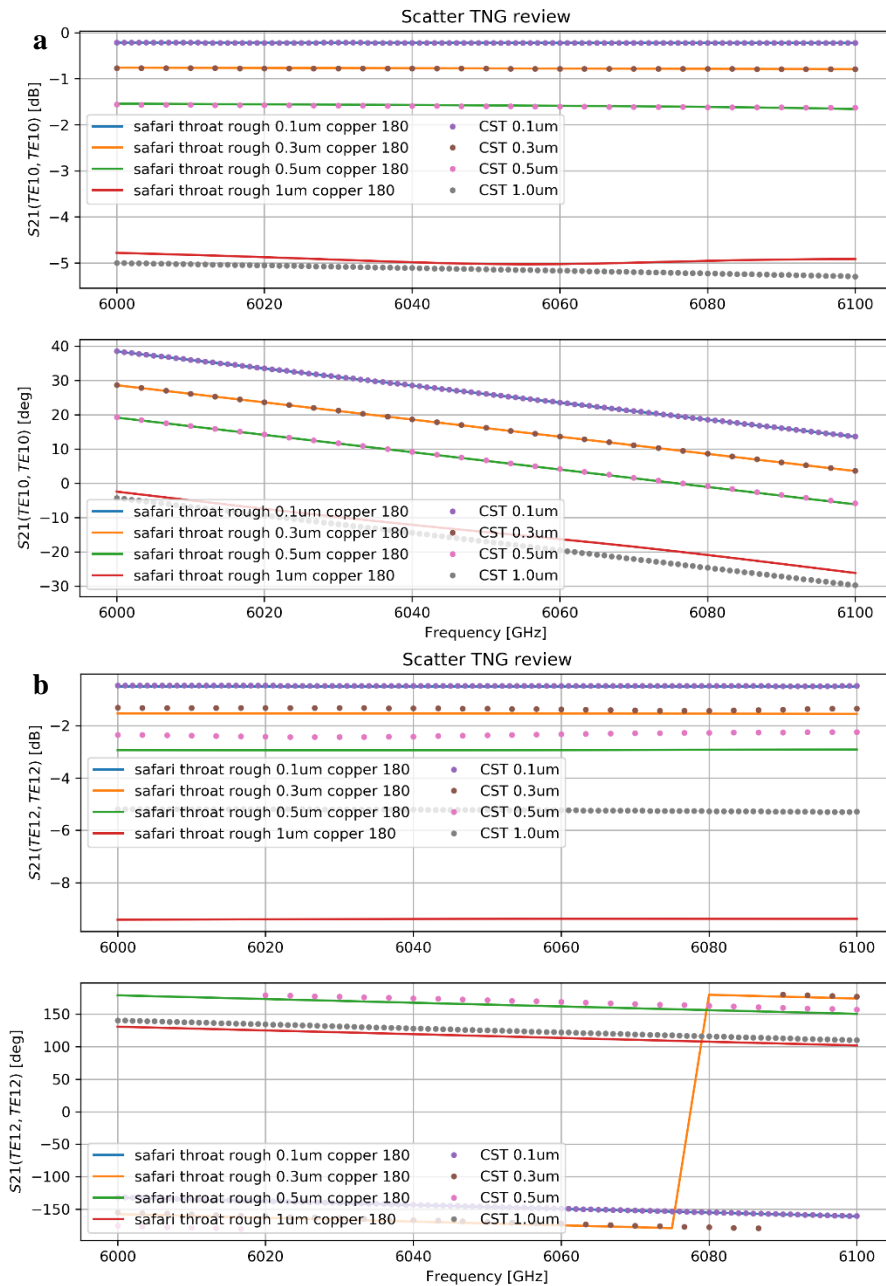 Scatter TNG review
a
0
−1
−2
−3
−4
−5
S21(TE10, TE10) [dB]
safari throat rough 0.1um copper 180
safari throat rough 0.3um copper 180
safari throat rough 0.5um copper 180
safari throat rough 1um copper 180
CST 0.1um
CST 0.3um
CST 0.5um
CST 1.0um
6000 6020 6040 6060 6080 6100
40
30
20
10
0
−10
−20
−30
S21(TE10, TE10) [deg]
safari throat rough 0.1um copper 180
safari throat rough 0.3um copper 180
safari throat rough 0.5um copper 180
safari throat rough 1um copper 180
CST 0.1um
CST 0.3um
CST 0.5um
CST 1.0um
6000 6020 6040 6060 6080 6100
Frequency [GHz]
Scatter TNG review
b
−2
−4
−6
−8
S21(TE12, TE12) [dB]
safari throat rough 0.1um copper 180
safari throat rough 0.3um copper 180
safari throat rough 0.5um copper 180
safari throat rough 1um copper 180
CST 0.1um
CST 0.3um
CST 0.5um
CST 1.0um
6000 6020 6040 6060 6080 6100
150
100
50
0
−50
−100
−150
S21(TE12, TE12) [deg]
safari throat rough 0.1um copper 180
safari throat rough 0.3um copper 180
safari throat rough 0.5um copper 180
safari throat rough 1um copper 180
CST 0.1um
CST 0.3um
CST 0.5um
CST 1.0um
6000 6020 6040 6060 6080 6100
Frequency [GHz]